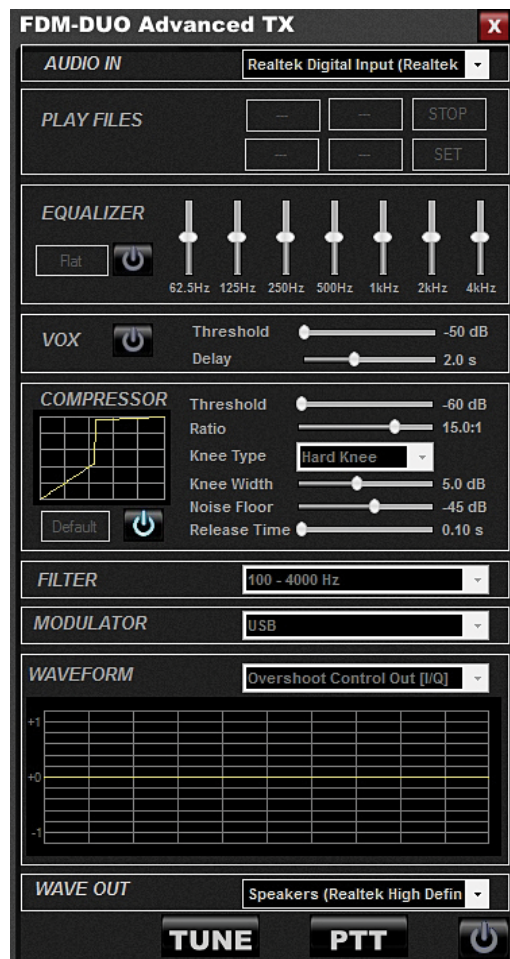 FDM-DUO Advanced TX X
AUDIO IN Realtek Digital Input (Realtek
PLAY FILES --- --- STOP
--- --- SET
EQUALIZER
Flat
62.5Hz 125Hz 250Hz 500Hz 1kHz 2kHz 4kHz
VOX Threshold -50 dB
Delay 2.0 s
COMPRESSOR Threshold -60 dB
Ratio 15.0:1
Knee Type Hard Knee
Knee Width 5.0 dB
Noise Floor -45 dB
Default Release Time 0.10 s
FILTER 100 - 4000 Hz
MODULATOR USB
WAVEFORM Overshoot Control Out [I/Q]
+1
+0
-1
WAVE OUT Speakers (Realtek High Defin
TUNE PTT